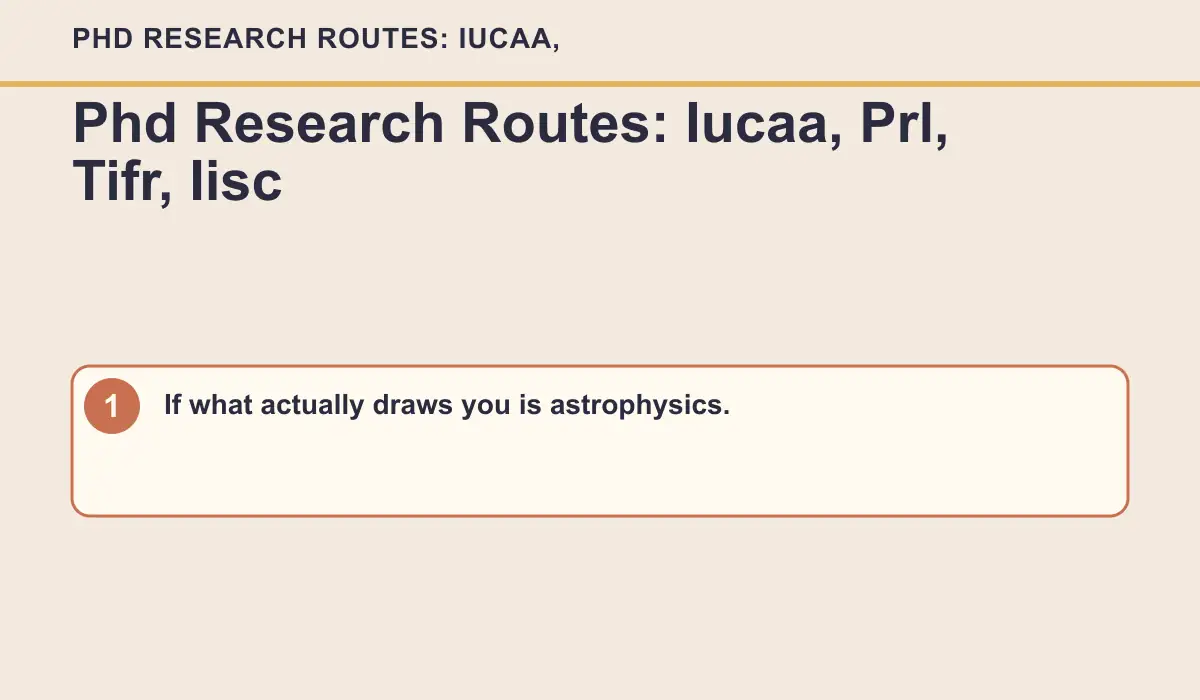 PHD RESEARCH ROUTES: IUCAA,
Phd Research Routes: Iucaa, Prl,
Tifr, Iisc
1 If what actually draws you is astrophysics.